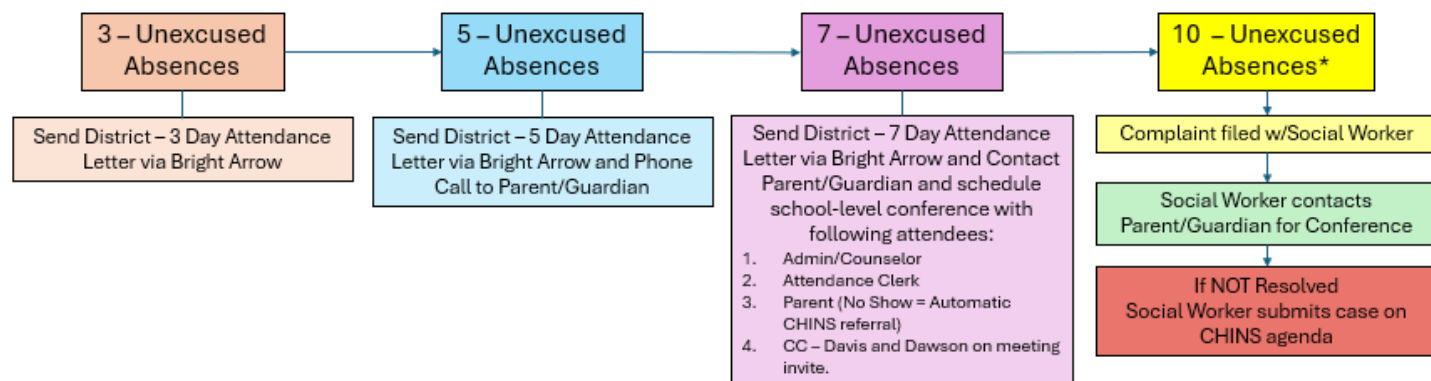 3 – Unexcused
Absences
5 – Unexcused
Absences
7 – Unexcused
Absences
10 – Unexcused
Absences*
Send District – 3 Day Attendance
Letter via Bright Arrow
Send District – 5 Day Attendance
Letter via Bright Arrow and Phone
Call to Parent/Guardian
Send District – 7 Day Attendance
Letter via Bright Arrow and Contact
Parent/Guardian and schedule
school-level conference with
following attendees:
1. Admin/Counselor
2. Attendance Clerk
3. Parent (No Show = Automatic
CHINS referral)
4. CC – Davis and Dawson on meeting
invite.
Complaint filed w/Social Worker
Social Worker contacts
Parent/Guardian for Conference
If NOT Resolved
Social Worker submits case on
CHINS agenda